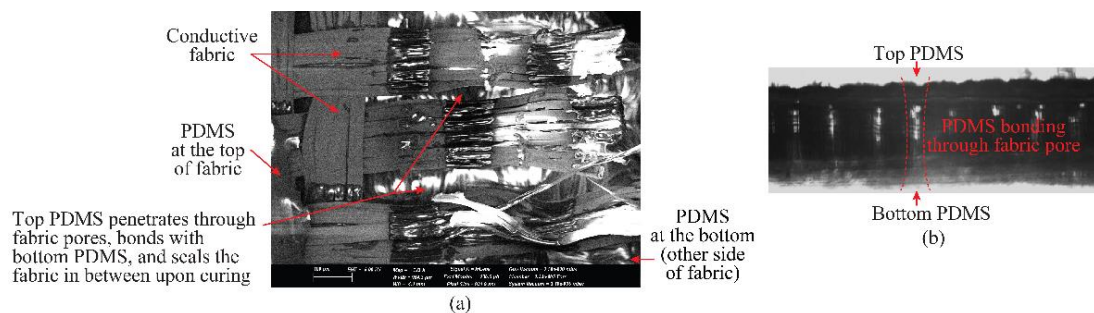 Conductive
fabric
PDMS
at the top
of fabric
Top PDMS penetrates through
fabric pores, bonds with
bottom PDMS, and seals the
fabric in between upon curing
PDMS
at the bottom
(other side
of fabric)
(a)
Top PDMS
PDMS bonding
through fabric pore
Bottom PDMS
(b)